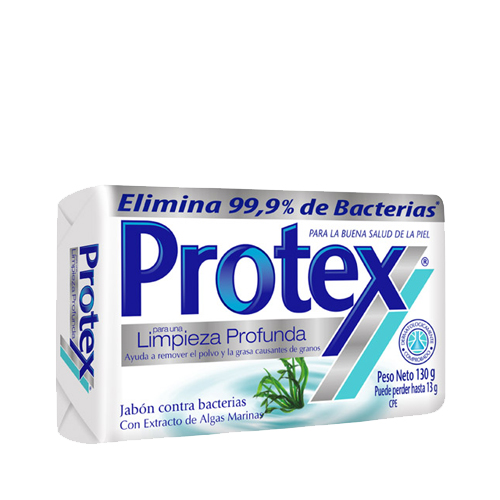 Elimina 99,9% de Bacterias*
PARA LA BUENA SALUD DE LA PIEL
Protex®
para una
Limpieza Profunda
Ayuda a remover el polvo y la grasa causantes de granos
DERMATOLÓGICAMENTE
COMPROBADO
Peso Neto 130 g
Puede perder hasta 13 g
CPE
Jabón contra bacterias
Con Extracto de Algas Marinas
Protex
Limpieza Profunda